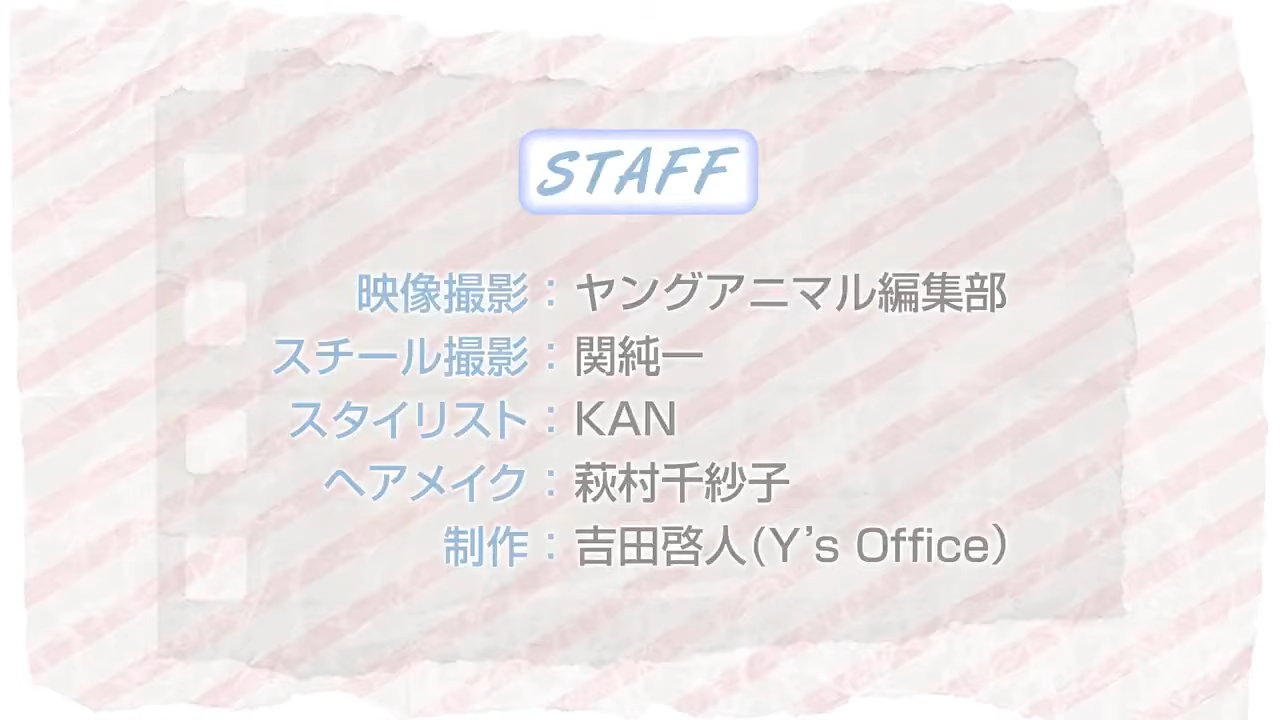 STAFF
映像撮影：ヤングアニマル編集部
スチール撮影：関純一
スタイリスト：KAN
ヘアメイク：萩村千紗子
制作：吉田啓人(Y's Office）